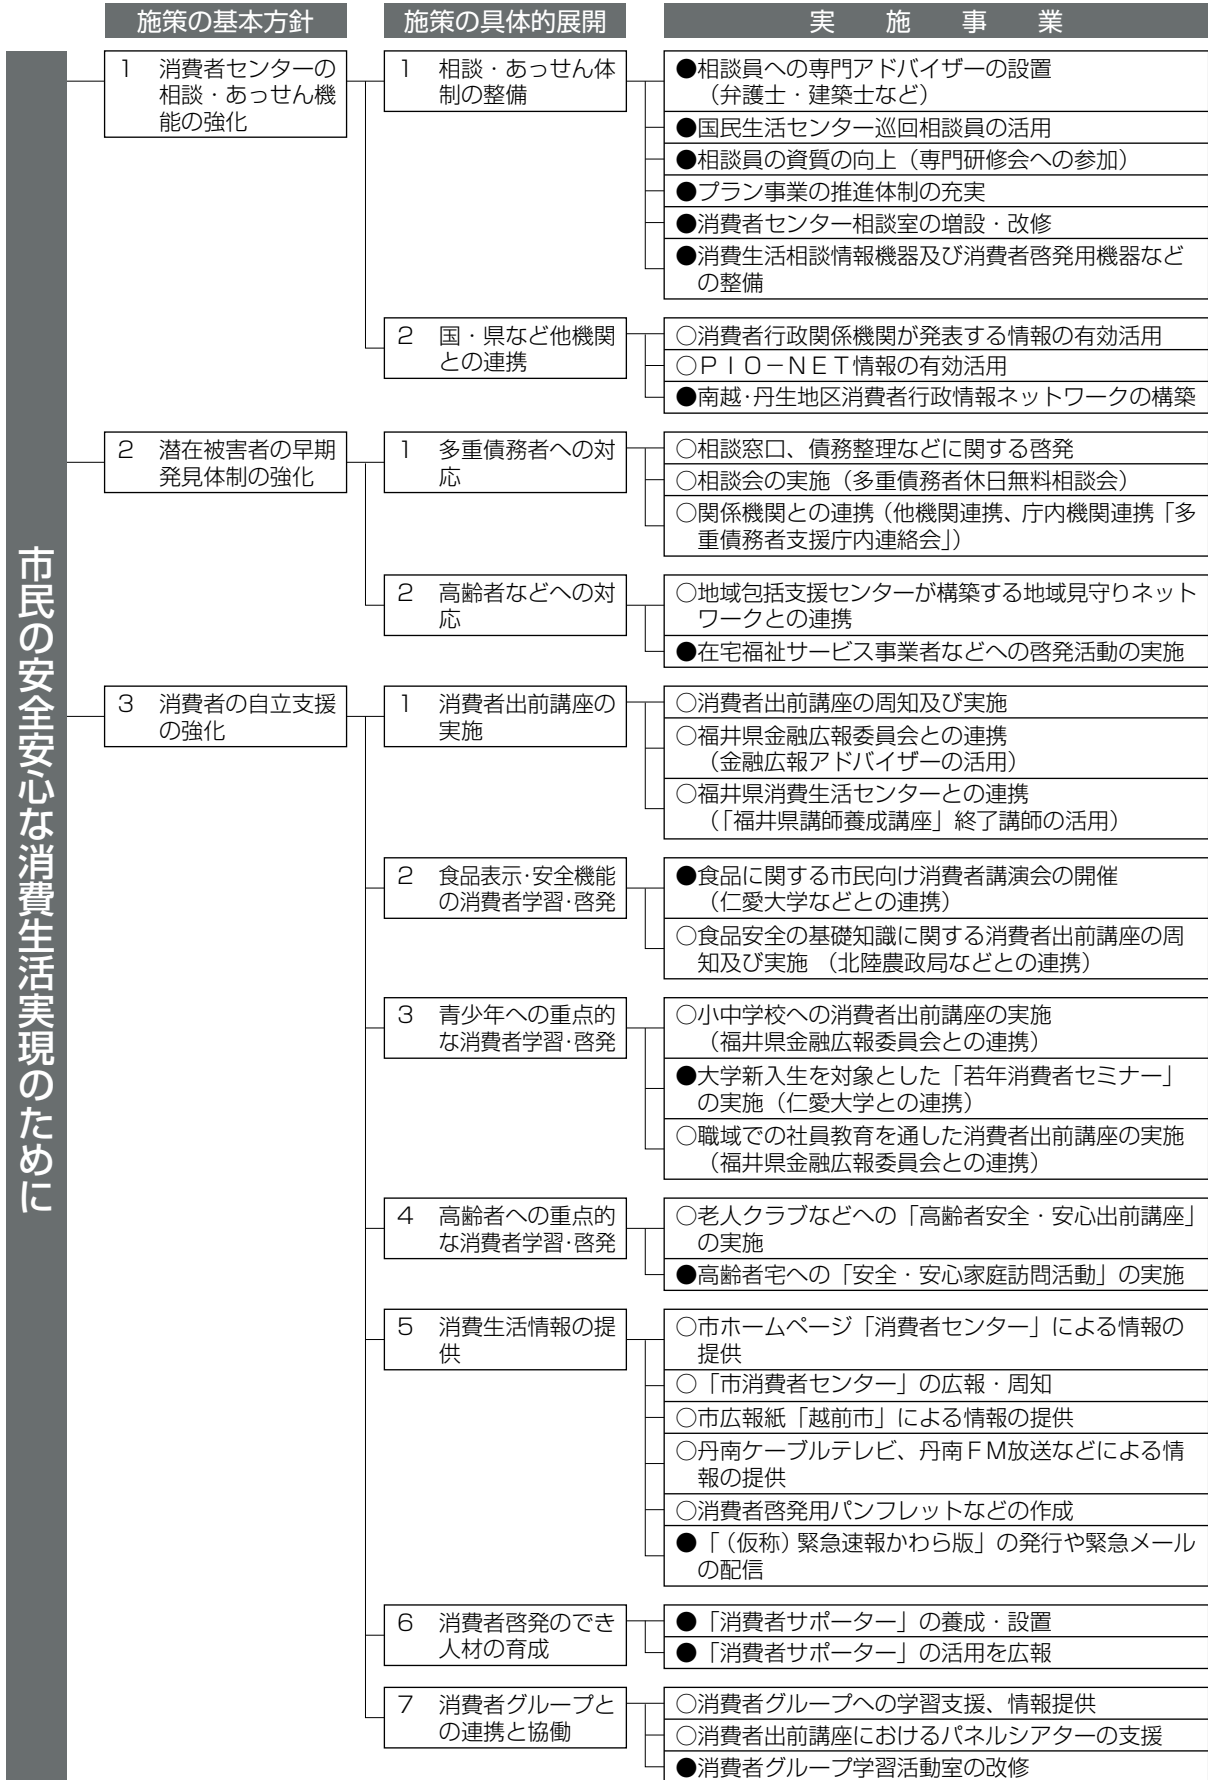 施策の基本方針
施策の具体的展開
実施事業
市民の安全安心な消費生活実現のために
1 消費者センターの
相談・あっせん機
能の強化
1 相談・あっせん体
制の整備
●相談員への専門アドバイザーの設置
（弁護士・建築士など）
●国民生活センター巡回相談員の活用
●相談員の資質の向上（専門研修会への参加）
●プラン事業の推進体制の充実
●消費者センター相談室の増設・改修
●消費生活相談情報機器及び消費者啓発用機器など
の整備
2 国・県など他機関
との連携
○消費者行政関係機関が発表する情報の有効活用
○ＰＩＯ－ＮＥＴ情報の有効活用
●南越・丹生地区消費者行政情報ネットワークの構築
2 潜在被害者の早期
発見体制の強化
1 多重債務者への対
応
○相談窓口、債務整理などに関する啓発
○相談会の実施（多重債務者休日無料相談会）
○関係機関との連携（他機関連携、庁内機関連携「多
重債務者支援庁内連絡会」）
2 高齢者などへの対
応
○地域包括支援センターが構築する地域見守りネット
ワークとの連携
●在宅福祉サービス事業者などへの啓発活動の実施
3 消費者の自立支援
の強化
1 消費者出前講座の
実施
○消費者出前講座の周知及び実施
○福井県金融広報委員会との連携
（金融広報アドバイザーの活用）
○福井県消費生活センターとの連携
（「福井県講師養成講座」終了講師の活用）
2 食品表示・安全機能
の消費者学習・啓発
●食品に関する市民向け消費者講演会の開催
（仁愛大学などとの連携）
○食品安全の基礎知識に関する消費者出前講座の周
知及び実施 （北陸農政局などとの連携）
3 青少年への重点的
な消費者学習・啓発
○小中学校への消費者出前講座の実施
（福井県金融広報委員会との連携）
●大学新入生を対象とした「若年消費者セミナー」
の実施（仁愛大学との連携）
○職域での社員教育を通した消費者出前講座の実施
（福井県金融広報委員会との連携）
4 高齢者への重点的
な消費者学習・啓発
○老人クラブなどへの「高齢者安全・安心出前講座」
の実施
●高齢者宅への「安全・安心家庭訪問活動」の実施
5 消費生活情報の提
供
○市ホームページ「消費者センター」による情報の
提供
○「市消費者センター」の広報・周知
○市広報紙「越前市」による情報の提供
○丹南ケーブルテレビ、丹南ＦＭ放送などによる情
報の提供
○消費者啓発用パンフレットなどの作成
●「（仮称）緊急速報かわら版」の発行や緊急メール
の配信
6 消費者啓発のでき
人材の育成
●「消費者サポーター」の養成・設置
●「消費者サポーター」の活用を広報
7 消費者グループと
の連携と協働
○消費者グループへの学習支援、情報提供
○消費者出前講座におけるパネルシアターの支援
●消費者グループ学習活動室の改修